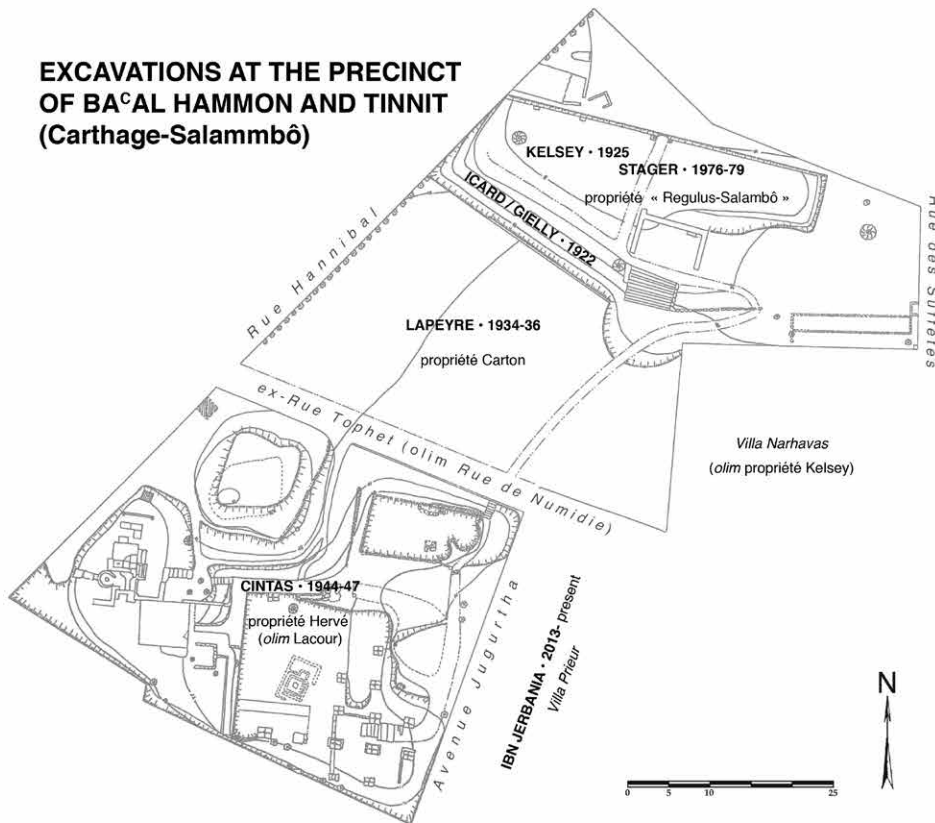 EXCAVATIONS AT THE PRECINCT
OF BAᶜAL HAMMON AND TINNIT
(Carthage-Salammbô)
KELSEY · 1925
STAGER · 1976-79
propriété « Regulus-Salambô »
ICARD/GIELLY · 1922
Rue Hannibal
Rue des Suffètes
LAPEYRE · 1934-36
propriété Carton
ex-Rue Tophet (olim Rue de Numidie)
Villa Narhavas
(olim propriété Kelsey)
CINTAS · 1944-47
propriété Hervé
(olim Lacour)
Avenue Jugurtha
IBN JERBANIA · 2013- present
Villa Prieur
N
0 5 10 25